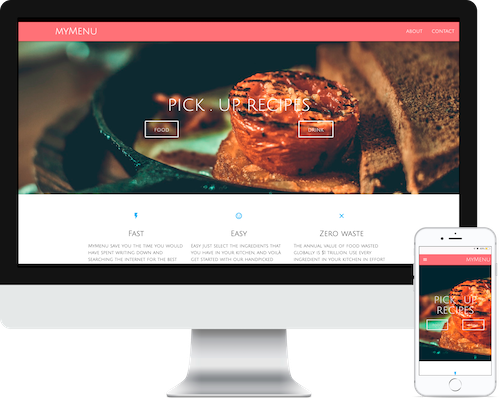 MYMENU
ABOUT CONTACT
PICK . UP. RECIPES
FOOD
DRINK
FAST
EASY
ZERO WASTE
MYMENU SAVE YOU THE TIME YOU WOULD
HAVE SPENT WRITING DOWN AND
SEARCHING THE INTERNET FOR THE BEST
EASY JUST SELECT THE INGREDIENTE THAT
YOU HAVE IN YOUR KITCHEN, AND VOILÁ
GET STARTED WITH OUR HANDPICKED
THE ANNUAL VALUE OF FOOD WASTED
GLOBALLY IS $1 TRILLION. USE EVERY
INGREDIENT IN YOUR KITCHEN IN EFFORT
MYMENU
PICK . UP.
RECIPES